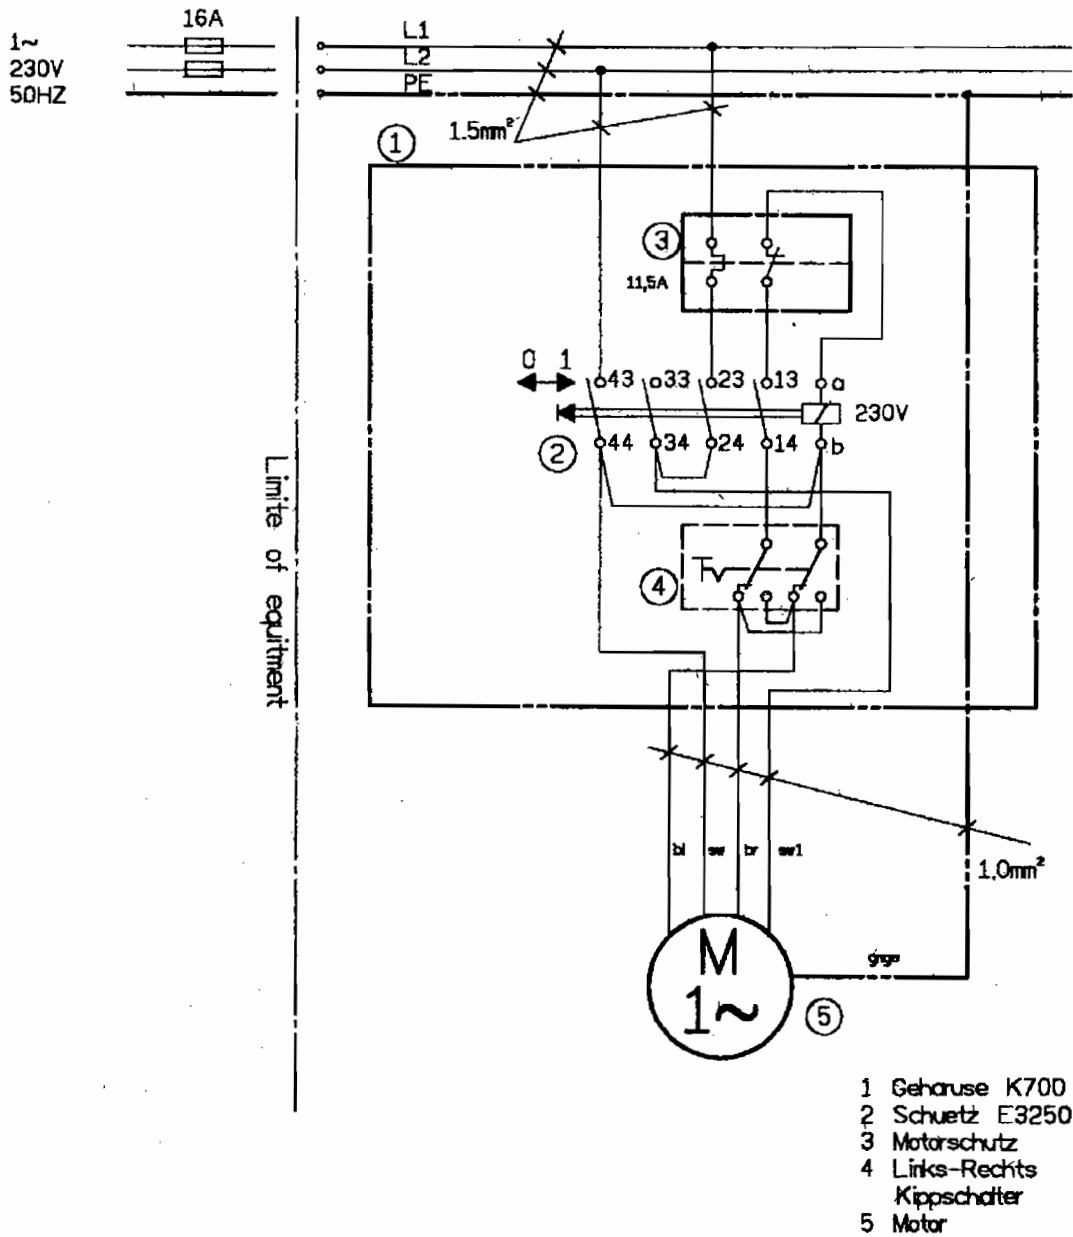 16A
1~
230V
50HZ
L1
L2
PE
1.5mm²
1
3
11,5A
0 1
43 33 23 13 a
230V
2
44 34 24 14 b
4
Limite of equitment
bl sw br sw1
1,0mm²
M
1~
gnge
5
1 Geharuse K700
2 Schuetz E3250
3 Motorschutz
4 Links-Rechts
Kippschalter
5 Motor